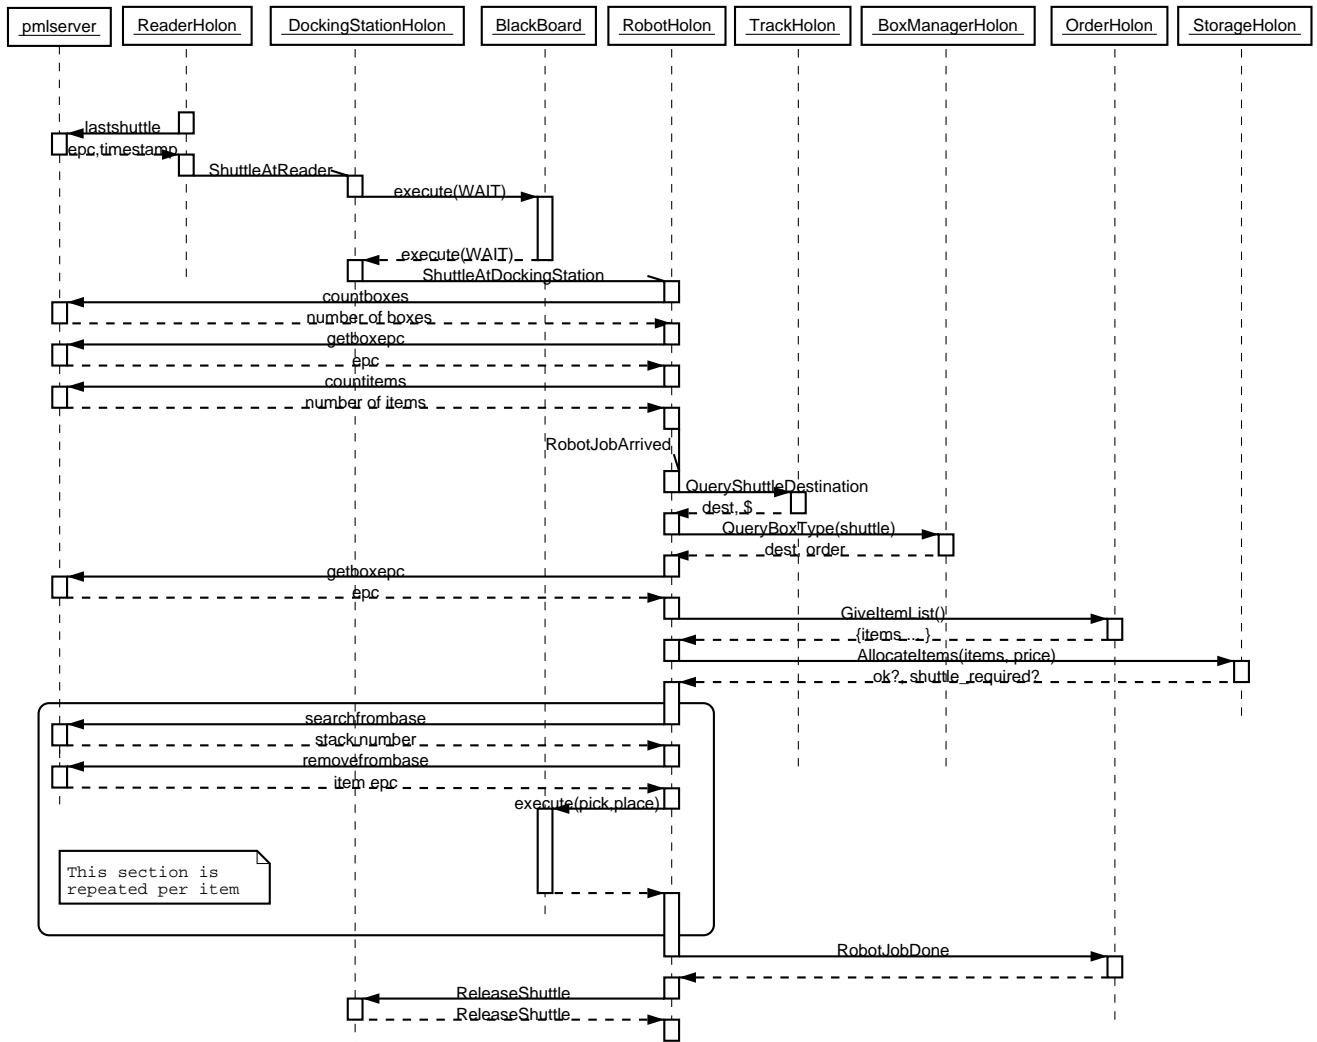 pmlserver ReaderHolon DockingStationHolon BlackBoard RobotHolon TrackHolon BoxManagerHolon OrderHolon StorageHolon
lastshuttle
epc,timestamp
ShuttleAtReader
execute(WAIT)
execute(WAIT)
ShuttleAtDockingStation
countboxes
number of boxes
getboxepc
epc
countitems
number of items
RobotJobArrived
QueryShuttleDestination
dest, $
QueryBoxType(shuttle)
dest, order
getboxepc
epc
GiveItemList()
{items, ... }
AllocateItems(items, price)
ok?, shuttle_required?
searchfrombase
stack number
removefrombase
item epc
execute(pick,place)
This section is
repeated per item
RobotJobDone
ReleaseShuttle
ReleaseShuttle